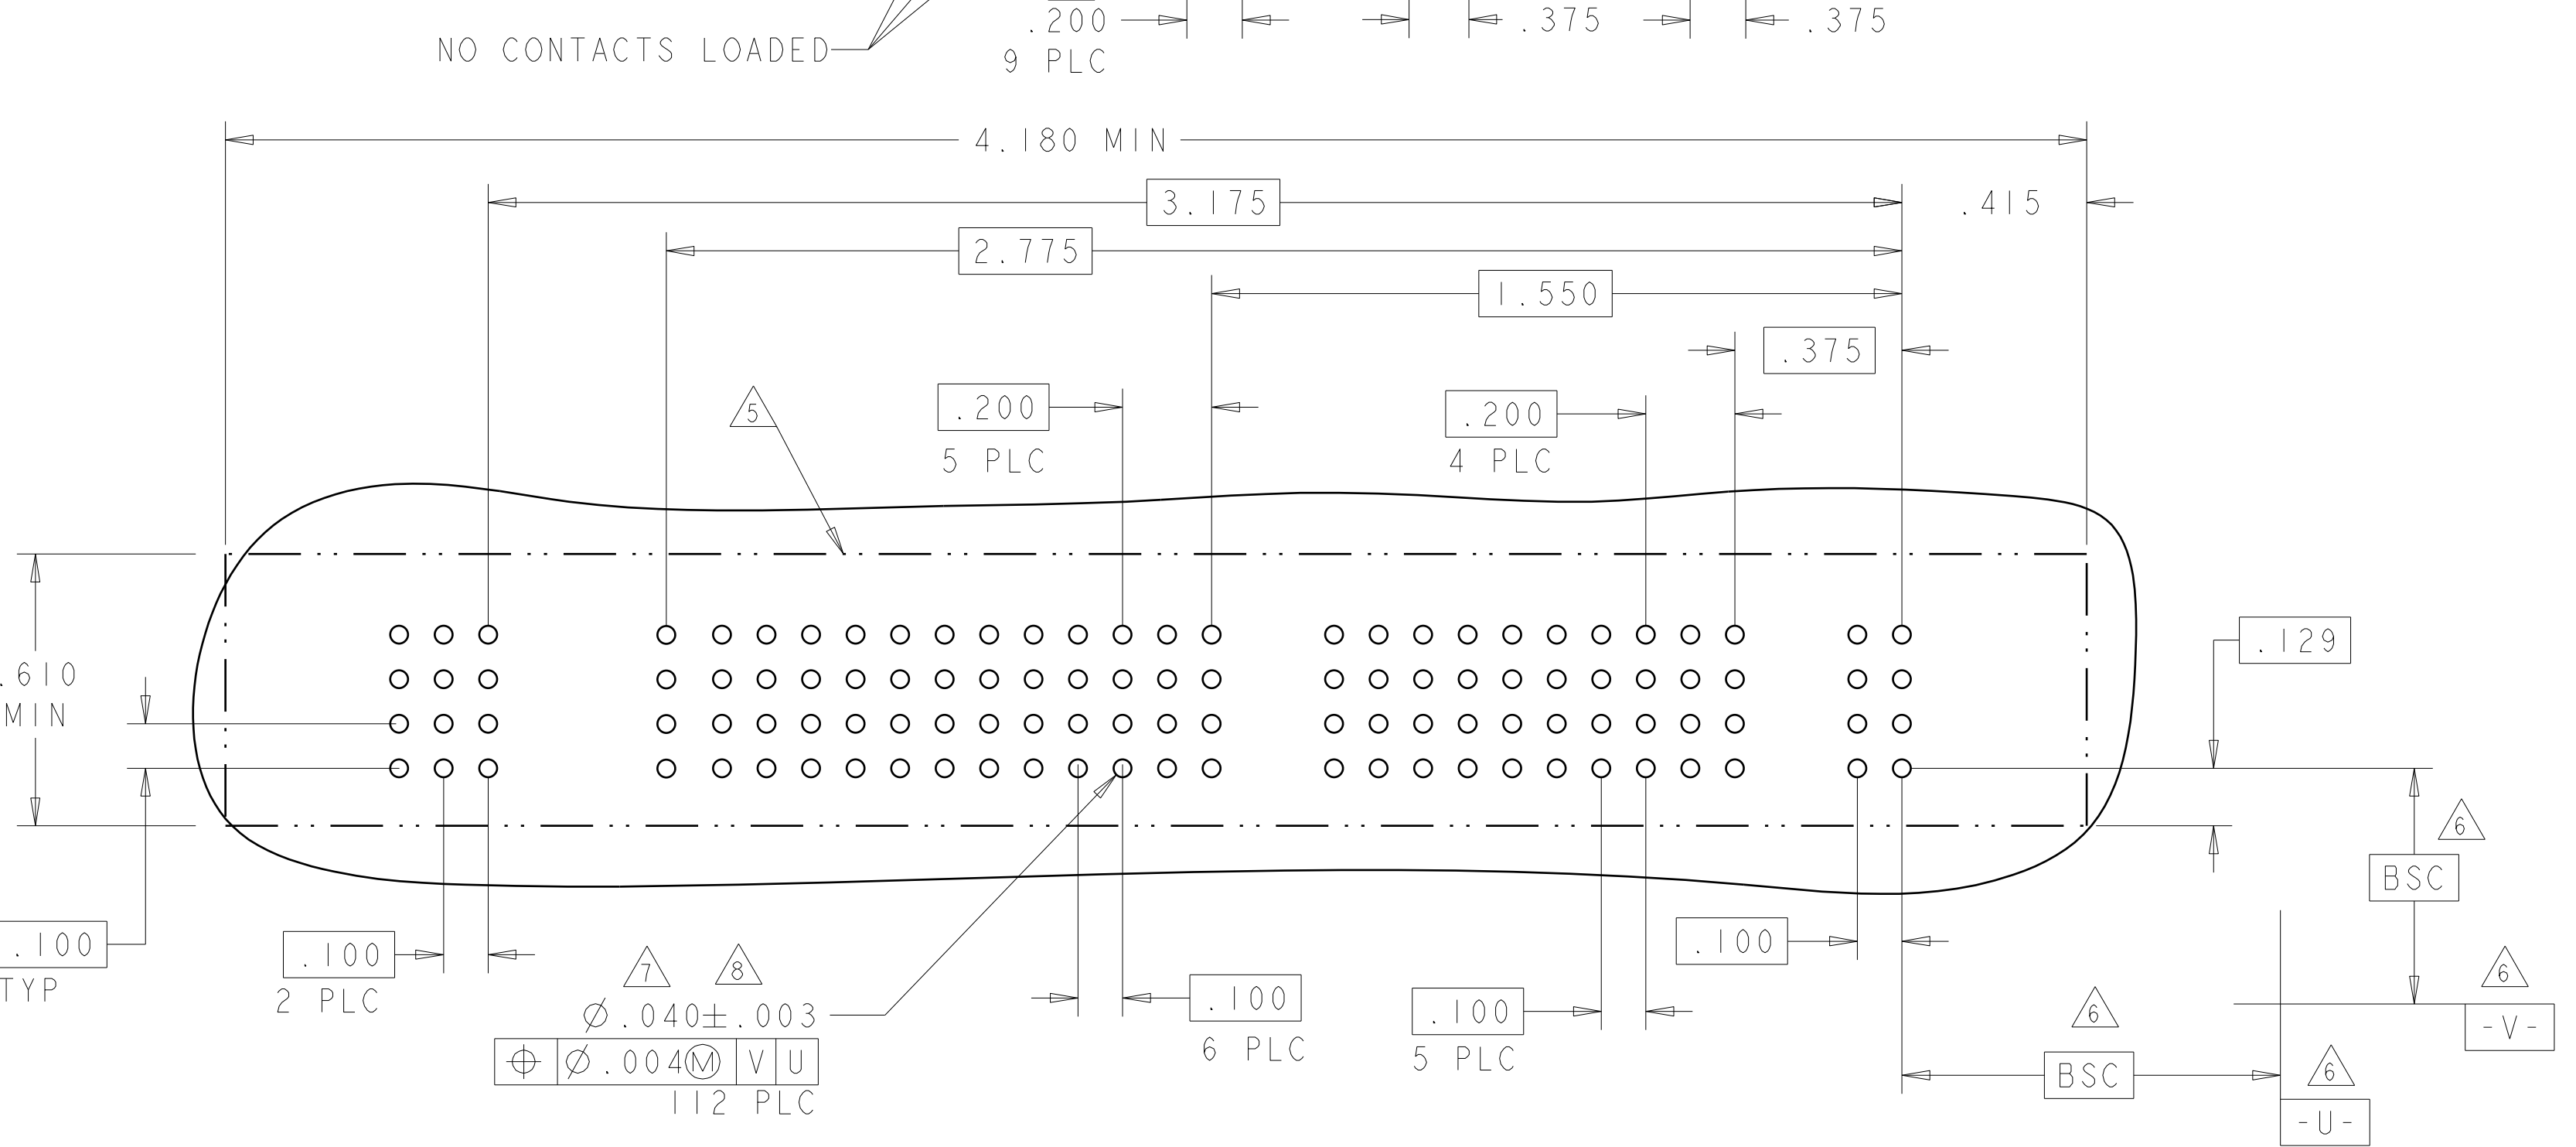 .200
9 PLC
.375
.375
NO CONTACTS LOADED
4.180 MIN
3.175
.415
2.775
1.550
.375
5
.200
5 PLC
.200
4 PLC
.610
MIN
.129
6
BSC
.100
TYP
.100
2 PLC
7
8
⌀.040±.003
⌖ ⌀.004Ⓜ V U
112 PLC
.100
6 PLC
.100
5 PLC
.100
6
BSC
6
-V-
6
-U-